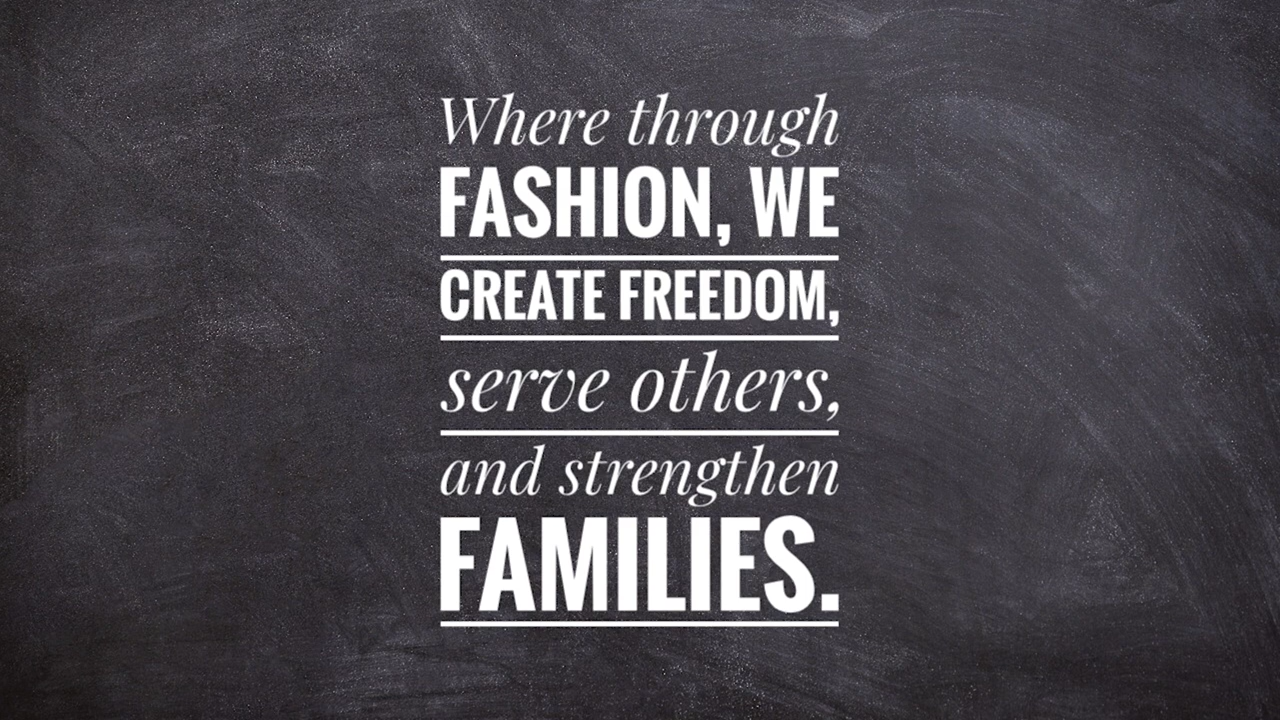 Where through
FASHION, WE
CREATE FREEDOM,
serve others,
and strengthen
FAMILIES.